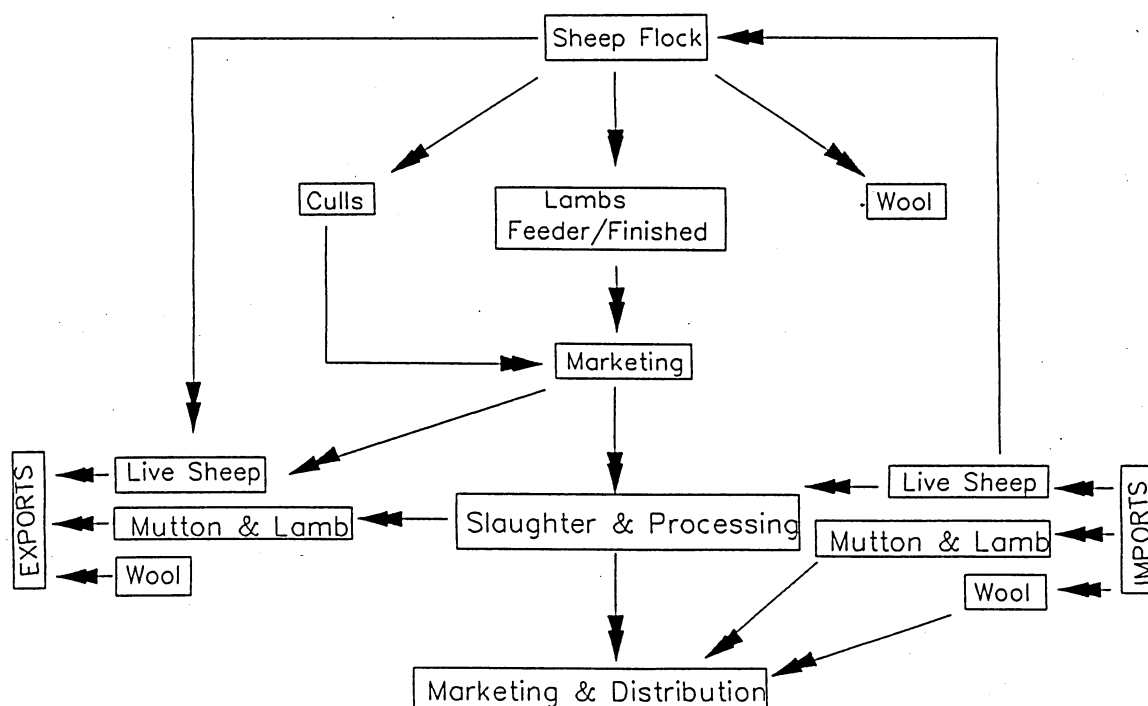 Sheep Flock
Culls
Lambs
Feeder/Finished
Wool
Marketing
EXPORTS
Live Sheep
Mutton & Lamb
Wool
Slaughter & Processing
Live Sheep
Mutton & Lamb
Wool
IMPORTS
Marketing & Distribution